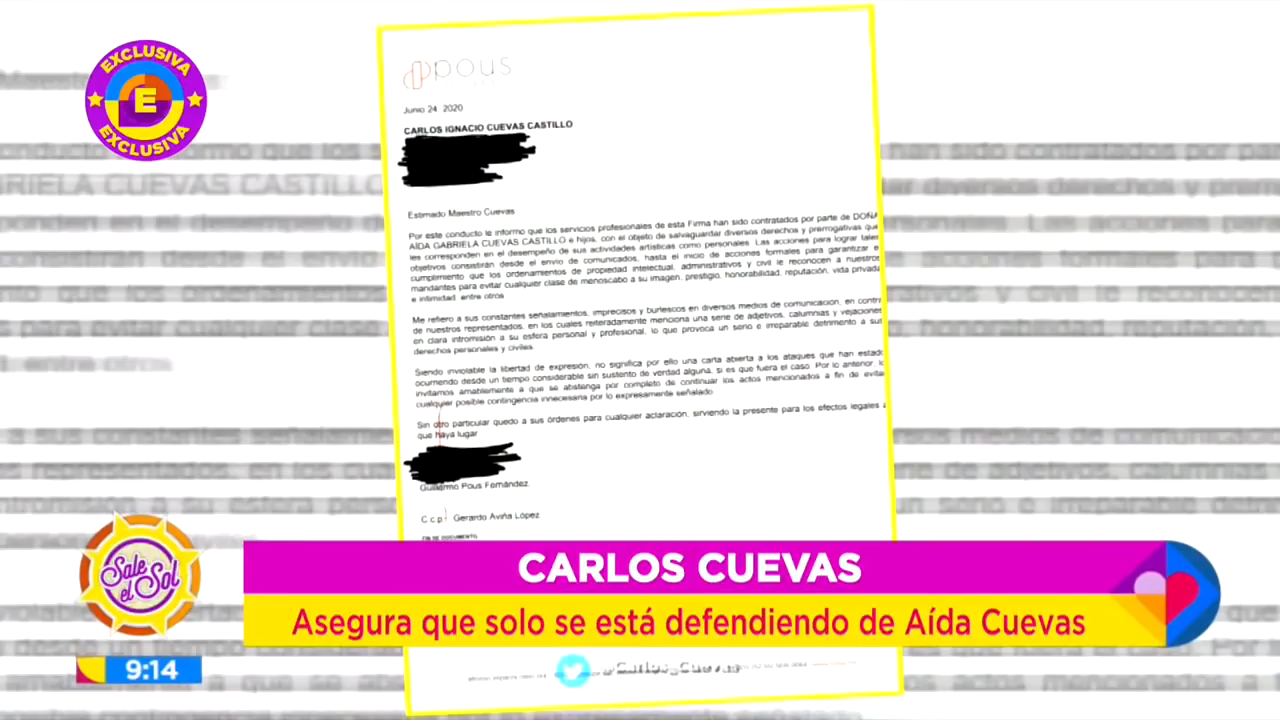 EXCLUSIVA
E
EXCLUSIVA
pous
Junio 24 2020
CARLOS IGNACIO CUEVAS CASTILLO
Estimado Maestro Cuevas
Por este conducto le informo que los servicios profesionales de esta Firma han sido contratados por parte de DOÑA
AÍDA GABRIELA CUEVAS CASTILLO e hijos, con el objeto de salvaguardar diversos derechos y prerrogativas que
les corresponden en el desempeño de sus actividades artísticas como personales. Las acciones para lograr tales
objetivos consistirán desde el envío de comunicados, hasta el inicio de acciones formales para garantizar e
cumplimiento que los ordenamientos de propiedad intelectual, administrativos y civil le reconocen a nuestros
mandantes para evitar cualquier clase de menoscabo a su imagen, prestigio, honorabilidad, reputación, vida privada
e intimidad entre otros
Me refiero a sus constantes señalamientos, imprecisos y burlescos en diversos medios de comunicación, en contra
de nuestros representados, en los cuales reiteradamente menciona una serie de adjetivos, calumnias y vejaciones
en clara intromisión a su esfera personal y profesional, lo que provoca un serio e irreparable detrimento a sus
derechos personales y civiles
Siendo inviolable la libertad de expresión, no significa por ello una carta abierta a los ataques que han estado
ocurriendo desde un tiempo considerable sin sustento de verdad alguna, si es que fuera el caso. Por lo anterior, lo
invitamos amablemente a que se abstenga por completo de continuar los actos mencionados a fin de evitar
cualquier posible contingencia innecesaria por lo expresamente señalado
Sin otro particular quedo a sus órdenes para cualquier aclaración, sirviendo la presente para los efectos legales a
que haya lugar
Guillermo Pous Fernández
C.c.p. Gerardo Aviña López
FIN DE DOCUMENTO
Sale el Sol
CARLOS CUEVAS
Asegura que solo se está defendiendo de Aída Cuevas
9:14
@Carlos_Cuevas